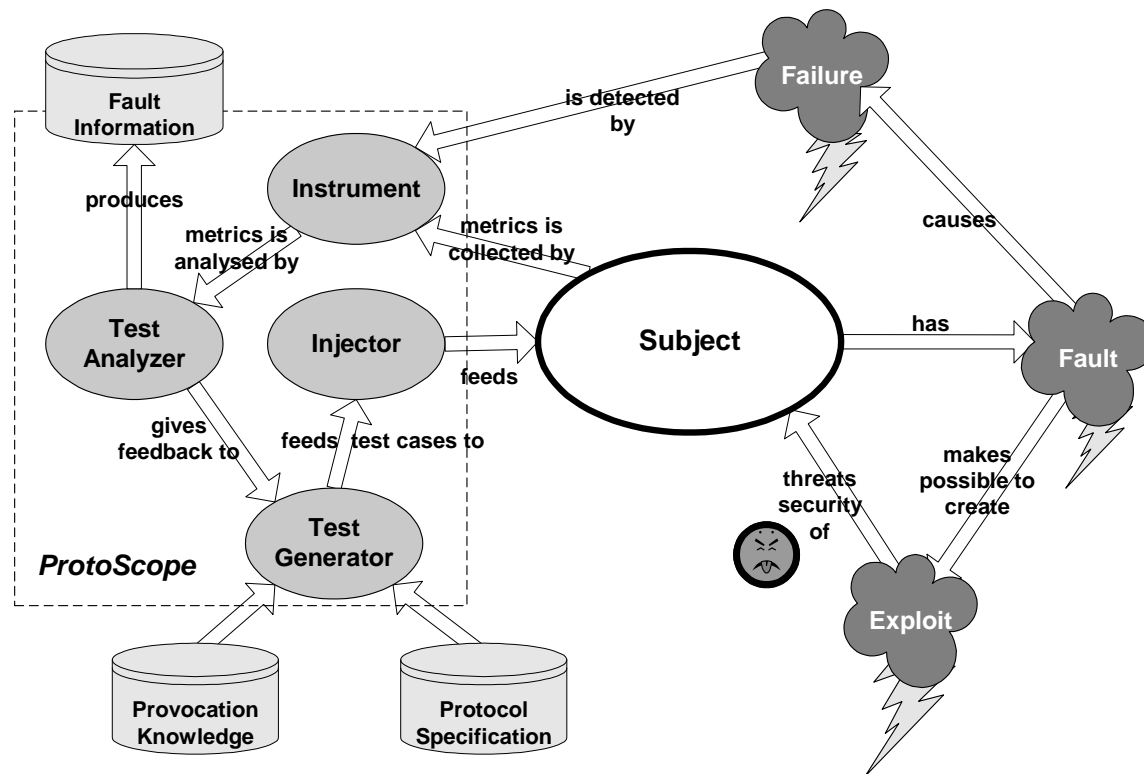 Failure
Fault
Information
is detected
by
Instrument
produces
metrics is
analysed by
metrics is
collected by
causes
Test
Analyzer
Injector
feeds
Subject
has
Fault
gives
feedback to
feeds test cases to
makes
possible to
create
threats
security
of
Test
Generator
ProtoScope
Exploit
Provocation
Knowledge
Protocol
Specification